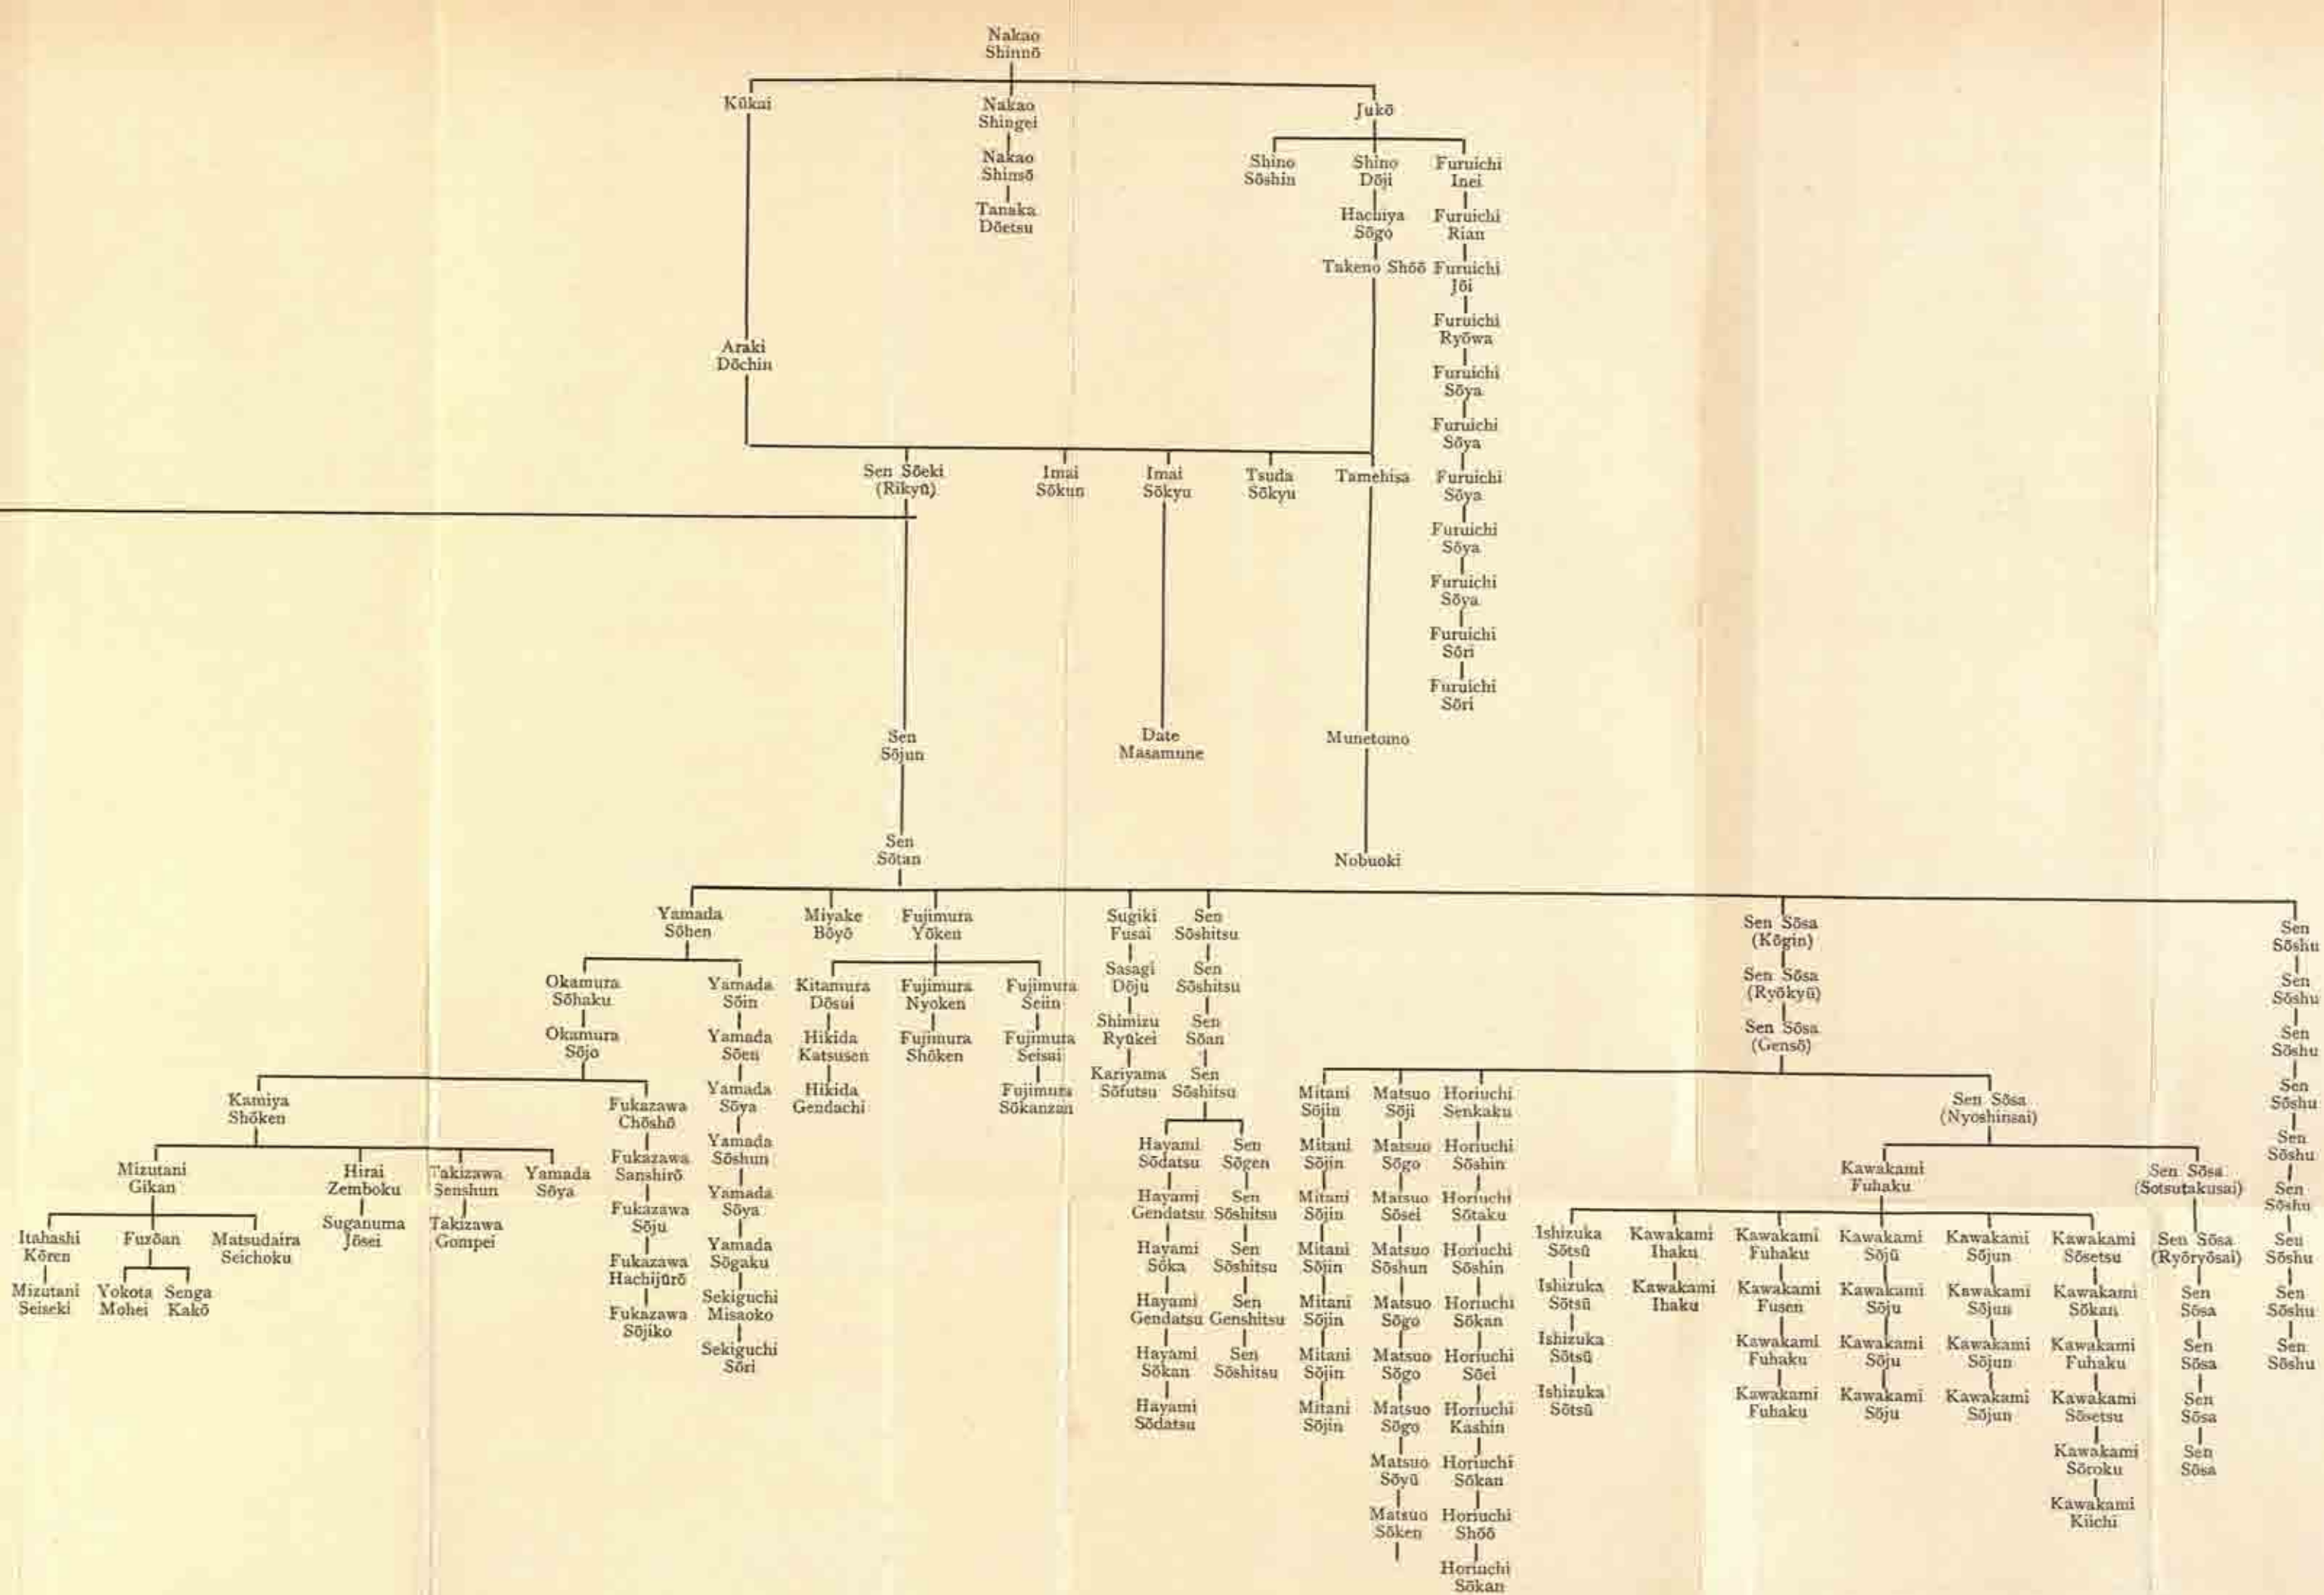 Nakao
Shinnō
Kūkai
Nakao
Shingei
Nakao
Shinsō
Tanaka
Dōetsu
Jukō
Shino
Sōshin
Shino
Dōji
Hachiya
Sōgo
Takeno Shōō
Furuichi
Inei
Furuichi
Rian
Furuichi
Jōi
Furuichi
Ryōwa
Furuichi
Sōya
Furuichi
Sōya
Furuichi
Sōya
Furuichi
Sōya
Furuichi
Sōya
Furuichi
Sōri
Furuichi
Sōri
Araki
Dōchin
Sen Sōeki
(Rikyū)
Imai
Sōkun
Imai
Sōkyu
Tsuda
Sōkyu
Tamehisa
Sen
Sōjun
Date
Masamune
Munetomo
Sen
Sōtan
Nobuoki
Yamada
Sōhen
Okamura
Sōhaku
Okamura
Sōjo
Kamiya
Shōken
Mizutani
Gikan
Itahashi
Kōren
Mizutani
Seiseki
Fuzōan
Yokota
Mohei
Senga
Kakō
Matsudaira
Seichoku
Hirai
Zemboku
Suganuma
Jōsei
Takizawa
Senshun
Takizawa
Gompei
Yamada
Sōya
Fukazawa
Chōshō
Fukazawa
Sanshirō
Fukazawa
Sōju
Fukazawa
Hachijūrō
Fukazawa
Sōjiko
Yamada
Sōin
Yamada
Sōen
Yamada
Sōya
Yamada
Sōshun
Yamada
Sōya
Yamada
Sōgaku
Sekiguchi
Misaoko
Sekiguchi
Sōri
Miyake
Bōyō
Fujimura
Yōken
Kitamura
Dōsui
Hikida
Katsusen
Hikida
Gendachi
Fujimura
Nyoken
Fujimura
Shōken
Fujimura
Seiin
Fujimura
Seisai
Fujimura
Sōkanzan
Sugiki
Fusai
Sasagi
Dōju
Shimizu
Ryūkei
Kariyama
Sōfutsu
Sen
Sōshitsu
Sen
Sōshitsu
Sen
Sōan
Sen
Sōshitsu
Hayami
Sōdatsu
Hayami
Gendatsu
Hayami
Sōka
Hayami
Gendatsu
Hayami
Sōkan
Hayami
Sōdatsu
Sen
Sōgen
Sen
Sōshitsu
Sen
Sōshitsu
Sen
Genshitsu
Sen
Sōshitsu
Sen Sōsa
(Kōgin)
Sen Sōsa
(Ryōkyū)
Sen Sōsa
(Gensō)
Mitani
Sōjin
Mitani
Sōjin
Mitani
Sōjin
Mitani
Sōjin
Mitani
Sōjin
Mitani
Sōjin
Mitani
Sōjin
Matsuo
Sōji
Matsuo
Sōgo
Matsuo
Sōsei
Matsuo
Sōshun
Matsuo
Sōgo
Matsuo
Sōgo
Matsuo
Sōgo
Matsuo
Sōyū
Matsuo
Sōken
Horiuchi
Senkaku
Horiuchi
Sōshin
Horiuchi
Sōtaku
Horiuchi
Sōshin
Horiuchi
Sōkan
Horiuchi
Sōei
Horiuchi
Kashin
Horiuchi
Sōkan
Horiuchi
Shōō
Horiuchi
Sōkan
Sen Sōsa
(Nyoshinsai)
Kawakami
Fuhaku
Ishizuka
Sōtsū
Ishizuka
Sōtsū
Ishizuka
Sōtsū
Ishizuka
Sōtsū
Kawakami
Ihaku
Kawakami
Ihaku
Kawakami
Fuhaku
Kawakami
Fusen
Kawakami
Fuhaku
Kawakami
Fuhaku
Kawakami
Sōjū
Kawakami
Sōju
Kawakami
Sōju
Kawakami
Sōju
Kawakami
Sōjun
Kawakami
Sōjun
Kawakami
Sōjun
Kawakami
Sōjun
Kawakami
Sōsetsu
Kawakami
Sōkan
Kawakami
Fuhaku
Kawakami
Sōsetsu
Kawakami
Sōroku
Kawakami
Kiichi
Sen Sōsa
(Sotsutakusai)
Sen Sōsa
(Ryōryōsai)
Sen
Sōsa
Sen
Sōsa
Sen
Sōsa
Sen
Sōsa
Sen
Sōshu
Sen
Sōshu
Sen
Sōshu
Sen
Sōshu
Sen
Sōshu
Sen
Sōshu
Sen
Sōshu
Sen
Sōshu
Sen
Sōshu